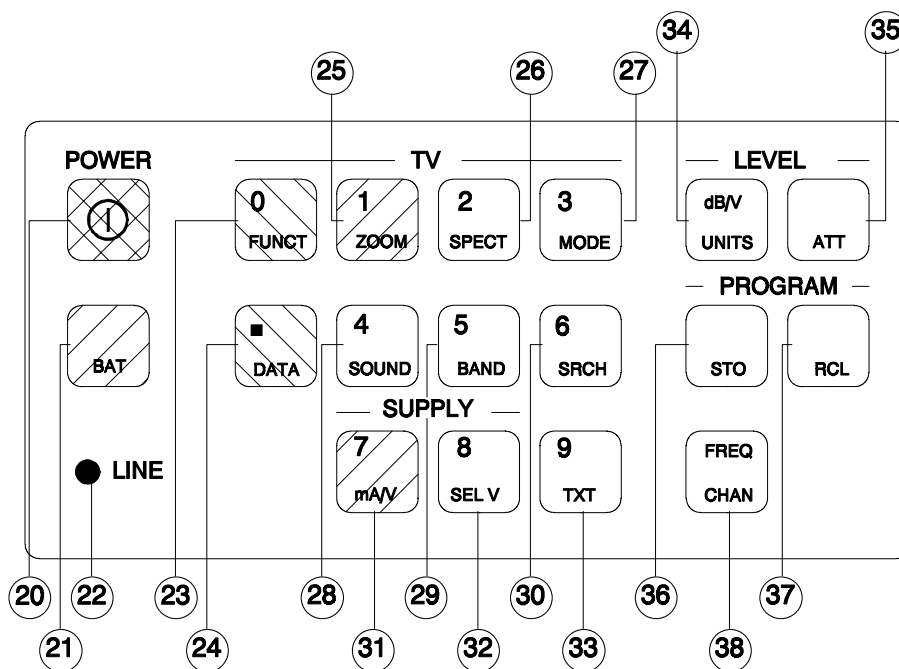 34 35
25 26 27
POWER TV LEVEL
0 1 2 3 dB/V
FUNCT ZOOM SPECT MODE UNITS ATT
PROGRAM
■ 4 5 6
BAT DATA SOUND BAND SRCH STO RCL
SUPPLY
7 8 9 FREQ
LINE
mA/V SEL V TXT CHAN
20 22 23 28 29 30 36 37
21 24 31 32 33 38